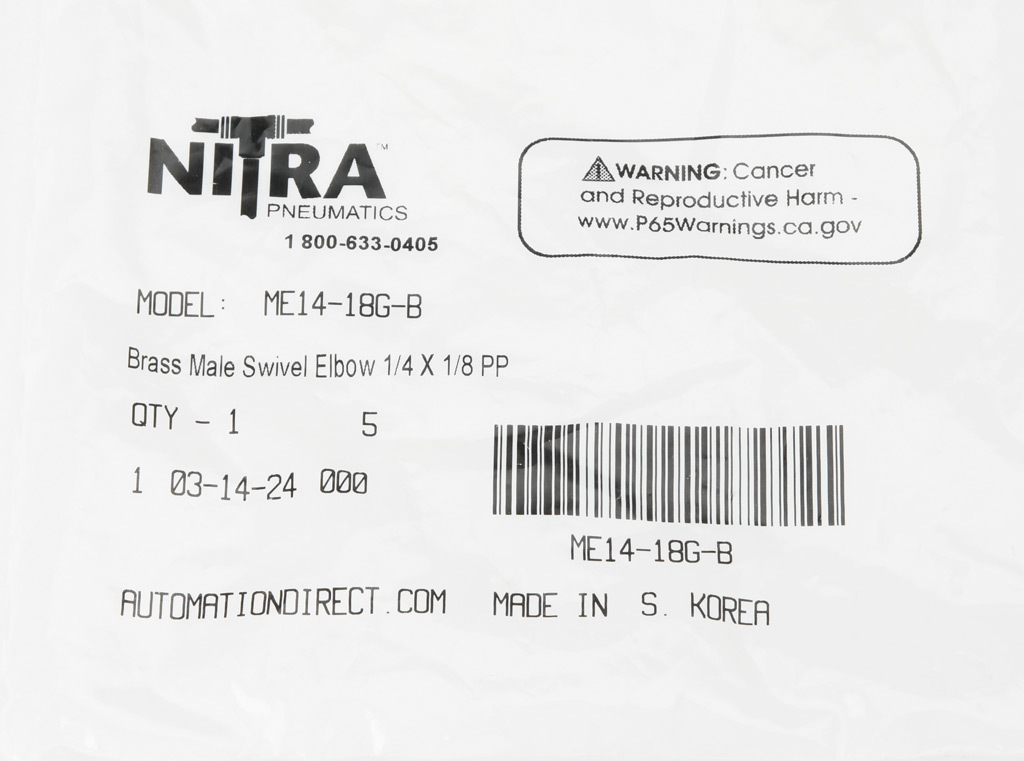 NITRA™
PNEUMATICS
1 800-633-0405
WARNING: Cancer
and Reproductive Harm -
www.P65Warnings.ca.gov
MODEL: ME14-18G-B
Brass Male Swivel Elbow 1/4 X 1/8 PP
QTY - 1 5
1 03-14-24 000
ME14-18G-B
AUTOMATIONDIRECT.COM MADE IN S. KOREA